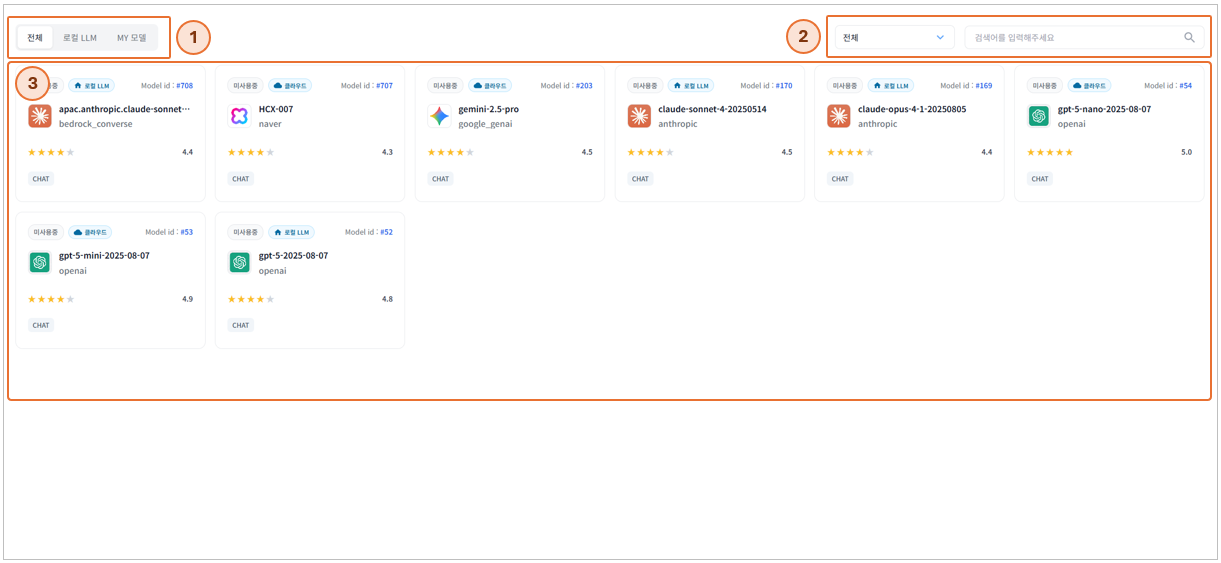 전체 로컬 LLM MY 모델
1
2
전체
검색어를 입력해주세요
3
로컬 LLM Model id : #708
apac.anthropic.claude-sonnet···
bedrock_converse
4.4
CHAT
미사용중 클라우드 Model id : #707
HCX-007
naver
4.3
CHAT
미사용중 클라우드 Model id : #203
gemini-2.5-pro
google_genai
4.5
CHAT
미사용중 로컬 LLM Model id : #170
claude-sonnet-4-20250514
anthropic
4.5
CHAT
미사용중 로컬 LLM Model id : #169
claude-opus-4-1-20250805
anthropic
4.4
CHAT
미사용중 클라우드 Model id : #54
gpt-5-nano-2025-08-07
openai
5.0
CHAT
미사용중 클라우드 Model id : #53
gpt-5-mini-2025-08-07
openai
4.9
CHAT
미사용중 로컬 LLM Model id : #52
gpt-5-2025-08-07
openai
4.8
CHAT